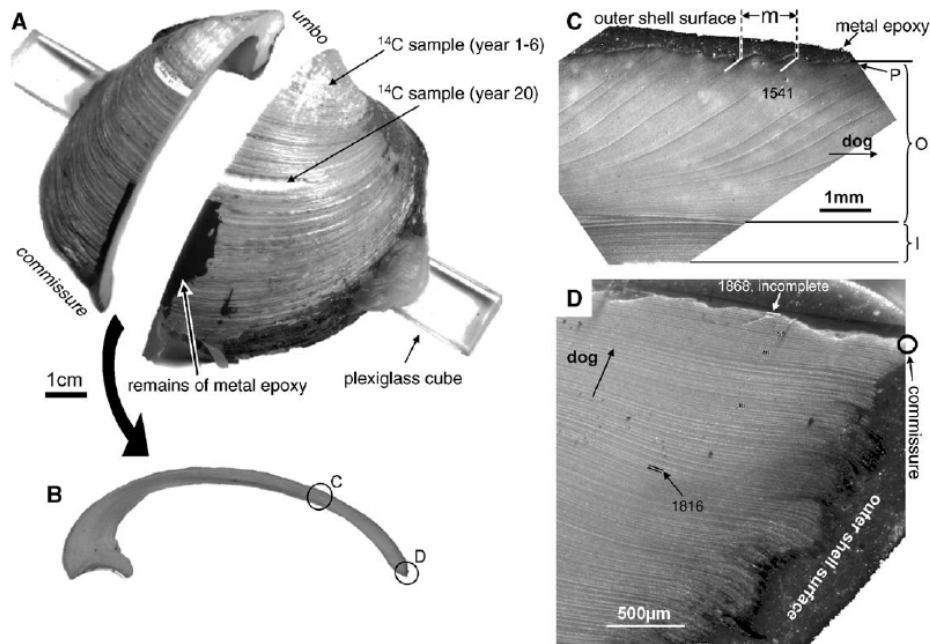 A
umbo
14C sample (year 1-6)
14C sample (year 20)
commissure
1cm
remains of metal epoxy
plexiglass cube
B
C
D
C
outer shell surface
m
metal epoxy
P
1541
O
dog
1mm
I
D
1868, incomplete
dog
commissure
1816
outer shell surface
500µm